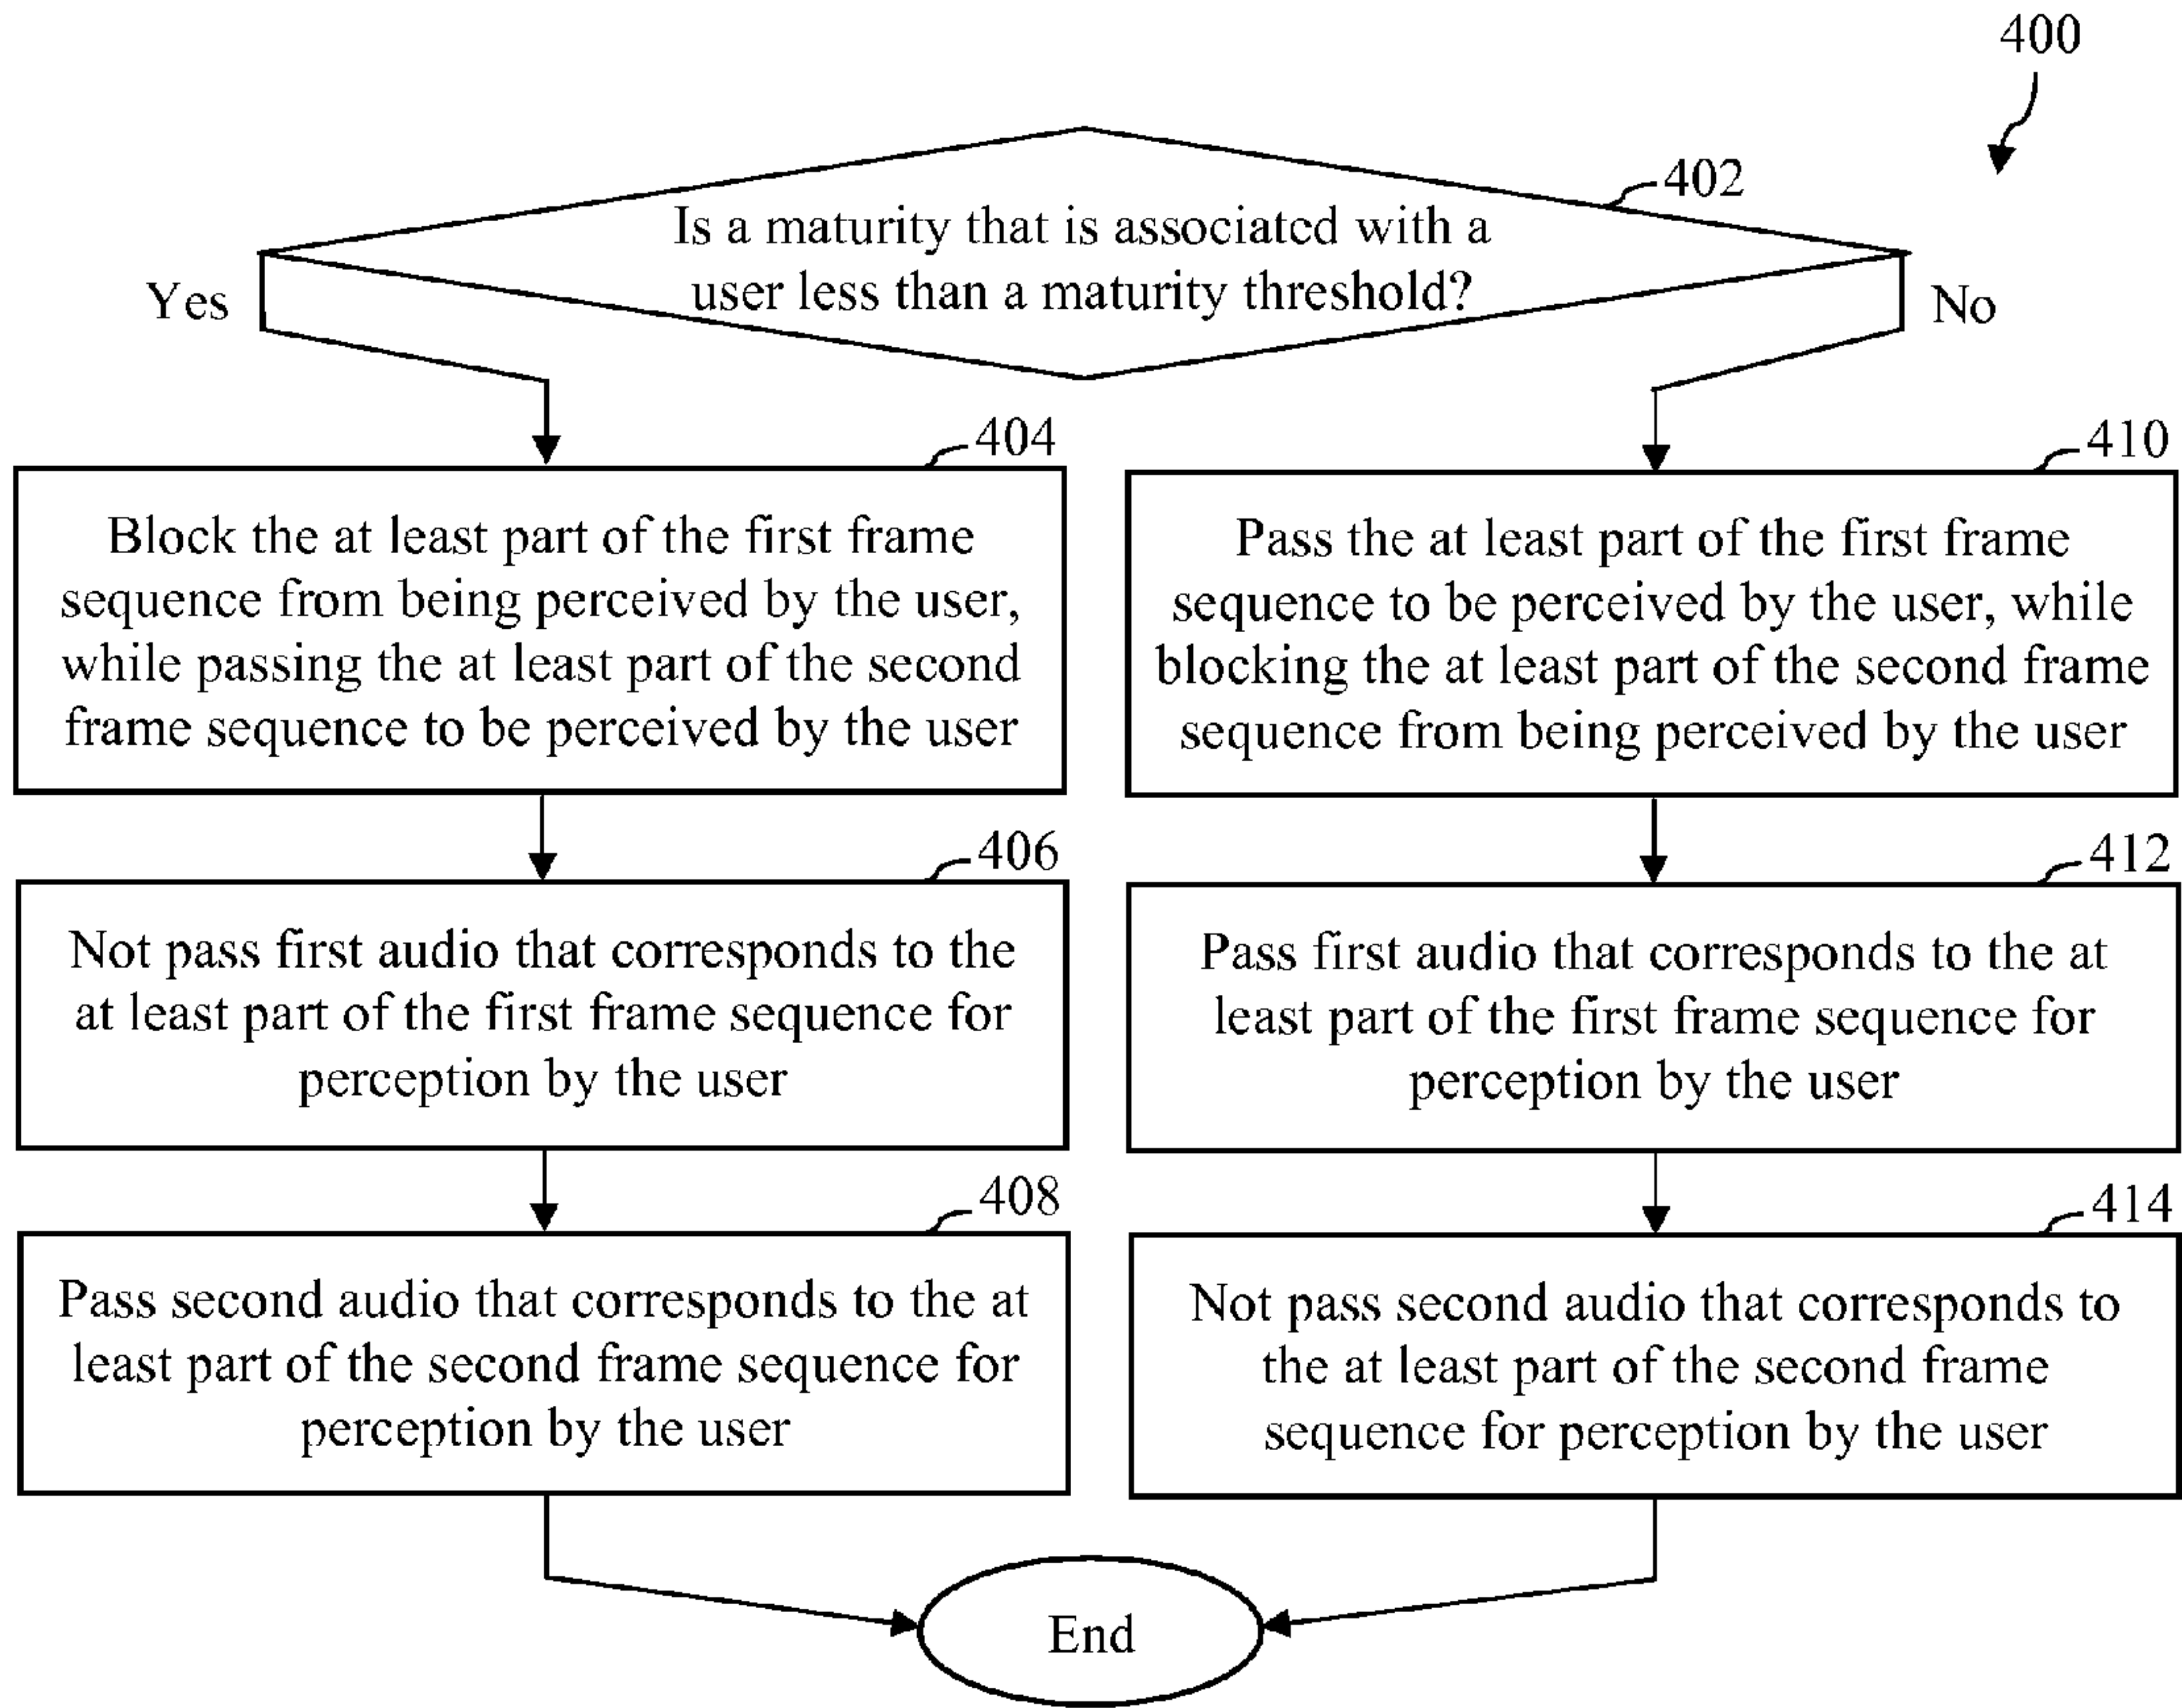 400
402
Is a maturity that is associated with a
user less than a maturity threshold?
Yes
No
404
Block the at least part of the first frame
sequence from being perceived by the user,
while passing the at least part of the second
frame sequence to be perceived by the user
410
Pass the at least part of the first frame
sequence to be perceived by the user, while
blocking the at least part of the second frame
sequence from being perceived by the user
406
Not pass first audio that corresponds to the
at least part of the first frame sequence for
perception by the user
412
Pass first audio that corresponds to the at
least part of the first frame sequence for
perception by the user
408
Pass second audio that corresponds to the at
least part of the second frame sequence for
perception by the user
414
Not pass second audio that corresponds to
the at least part of the second frame
sequence for perception by the user
End